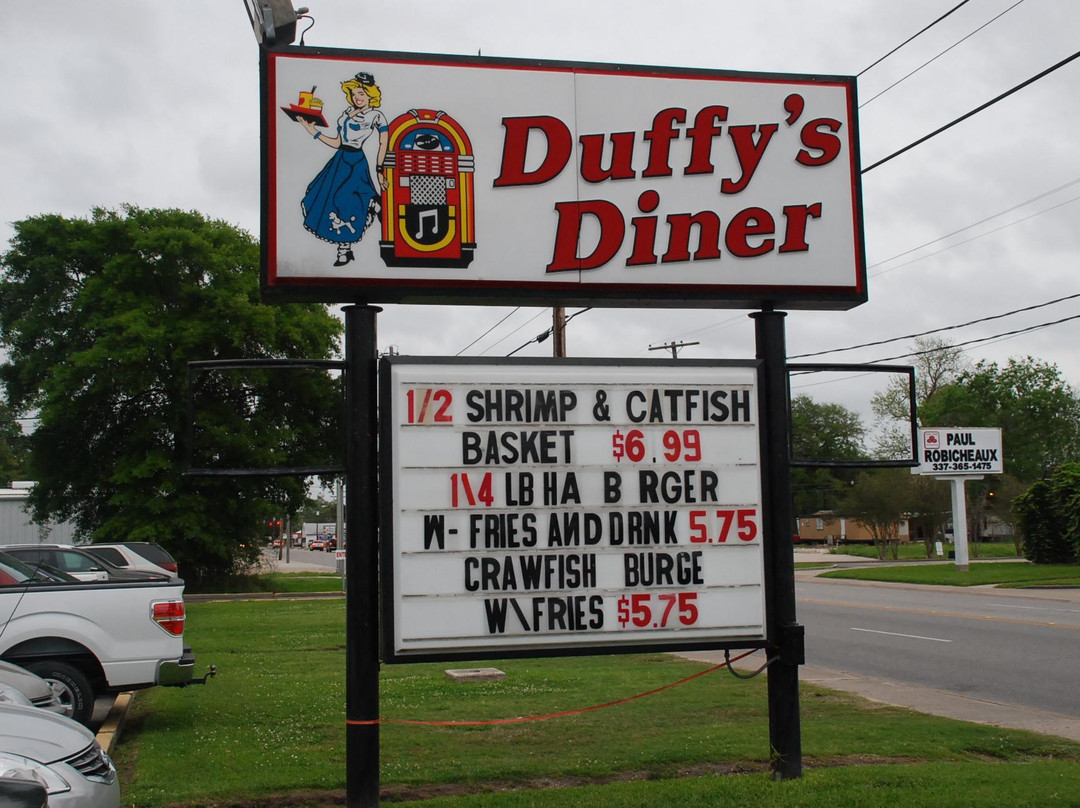 Duffy's
Diner
1/2 SHRIMP & CATFISH
BASKET $6.99
1\4 LB HA B RGER
W- FRIES AND DRNK 5.75
CRAWFISH BURGE
W\FRIES $5.75
PAUL
ROBICHEAUX
337-365-1475